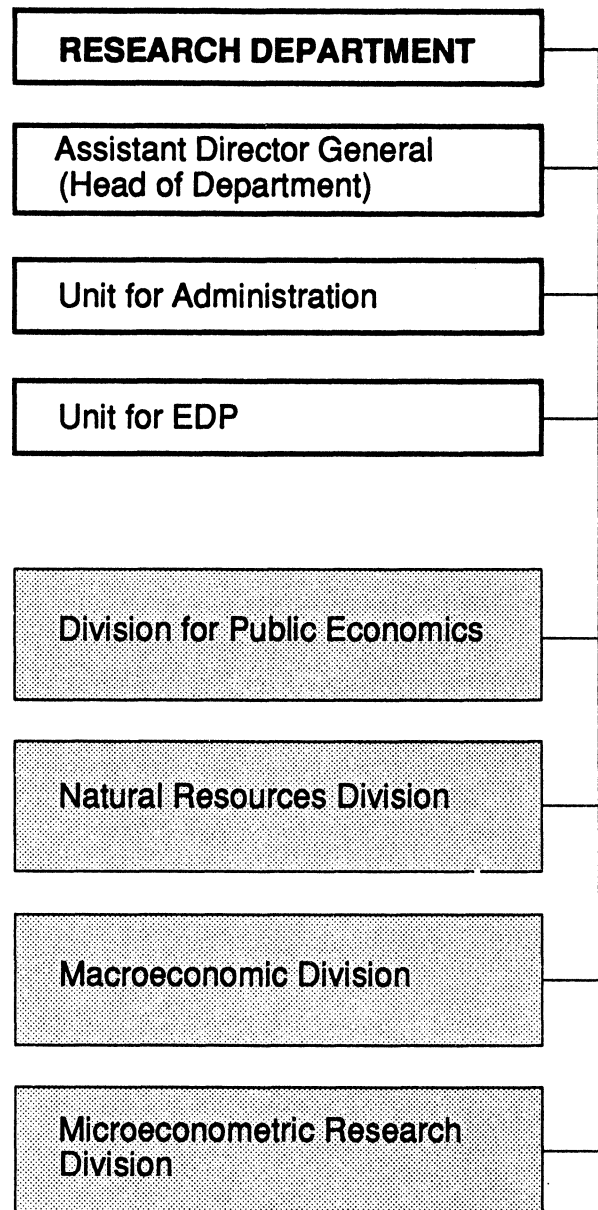 RESEARCH DEPARTMENT
Assistant Director General
(Head of Department)
Unit for Administration
Unit for EDP
Division for Public Economics
Natural Resources Division
Macroeconomic Division
Microeconometric Research
Division